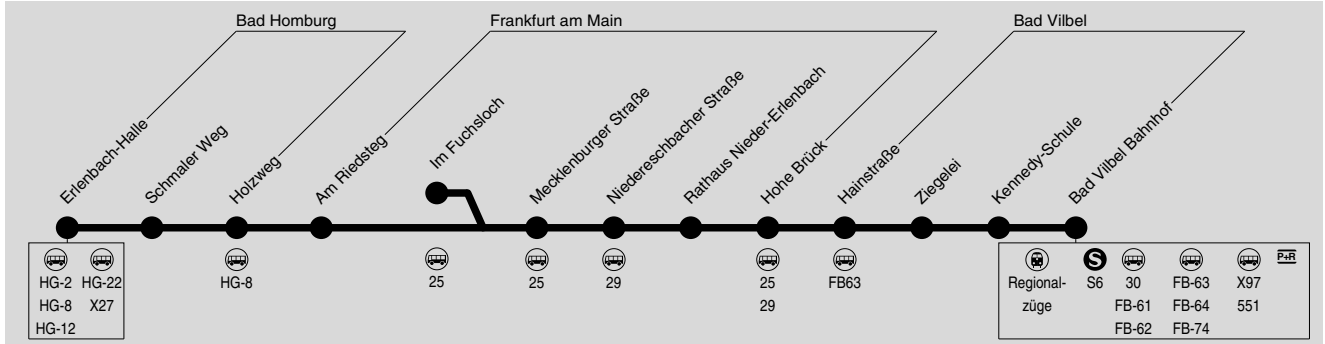 Bad Homburg
Frankfurt am Main
Bad Vilbel
Erlenbach-Halle
Schmaler Weg
Holzweg
Am Riedsteg
Im Fuchsloch
Mecklenburger Straße
Niedereschbacher Straße
Rathaus Nieder-Erlenbach
Hohe Brück
Hainstraße
Ziegelei
Kennedy-Schule
Bad Vilbel Bahnhof
HG-2 HG-22
HG-8 X27
HG-12
HG-8
25
25
29
25
29
FB63
S P+R
Regional- S6 30 FB-63 X97
züge FB-61 FB-64 551
FB-62 FB-74